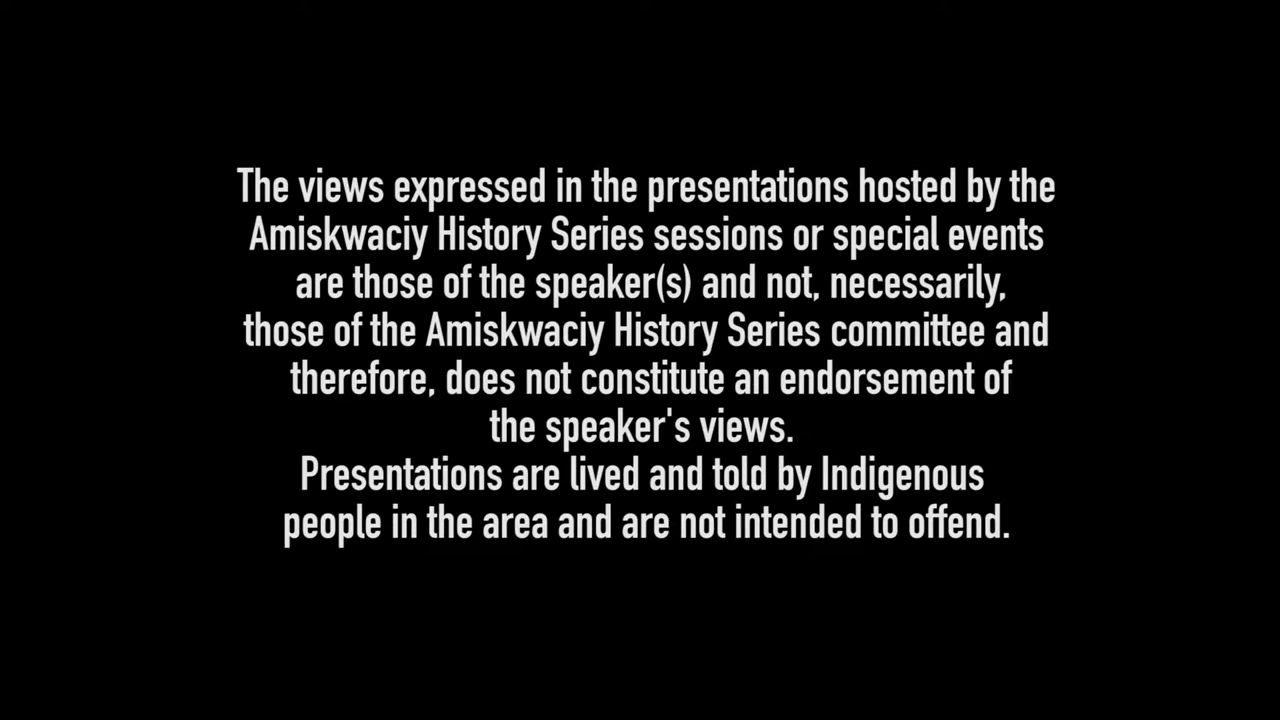 The views expressed in the presentations hosted by the
Amiskwaciy History Series sessions or special events
are those of the speaker(s) and not, necessarily,
those of the Amiskwaciy History Series committee and
therefore, does not constitute an endorsement of
the speaker's views.
Presentations are lived and told by Indigenous
people in the area and are not intended to offend.